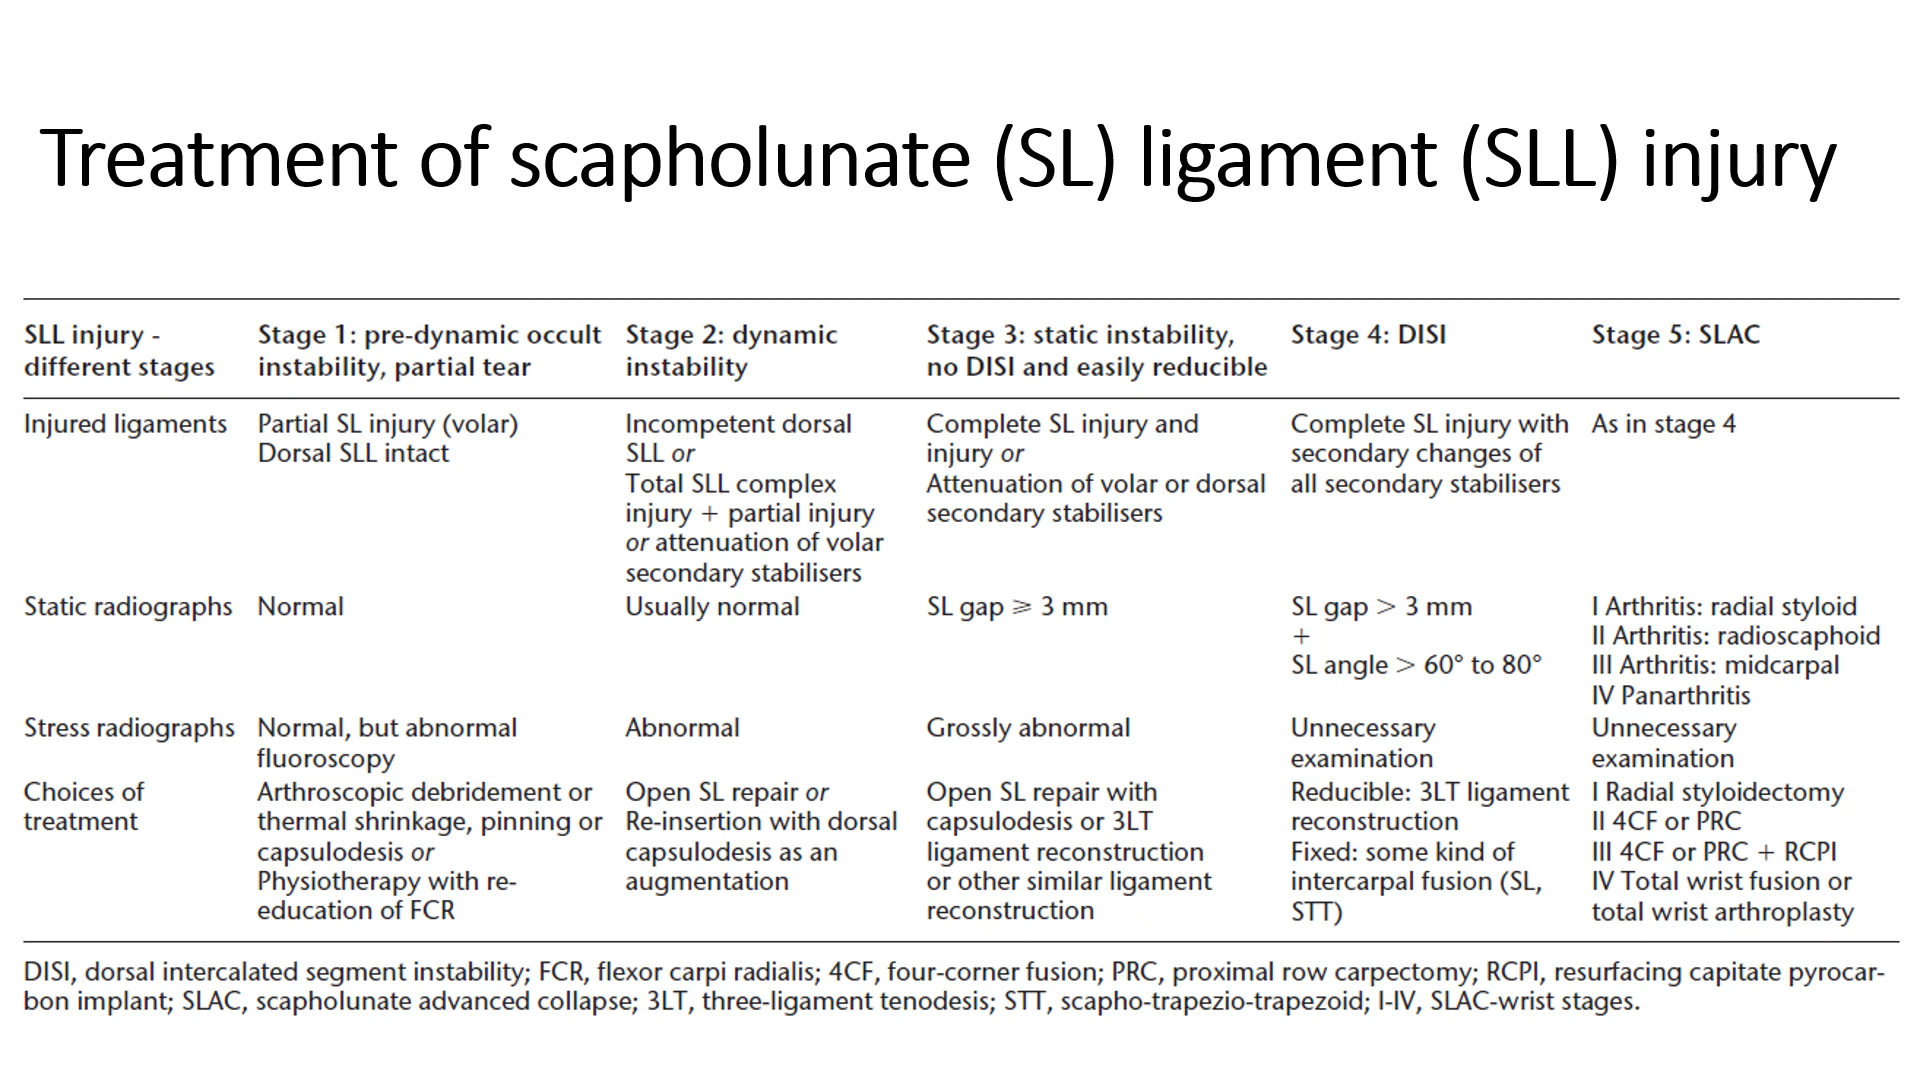 Treatment of scapholunate (SL) ligament (SLL) injury
SLL injury -
different stages
Stage 1: pre-dynamic occult
instability, partial tear
Stage 2: dynamic
instability
Stage 3: static instability,
no DISI and easily reducible
Stage 4: DISI
Stage 5: SLAC
Injured ligaments
Partial SL injury (volar)
Dorsal SLL intact
Incompetent dorsal
SLL or
Total SLL complex
injury + partial injury
or attenuation of volar
secondary stabilisers
Complete SL injury and
injury or
Attenuation of volar or dorsal
secondary stabilisers
Complete SL injury with
secondary changes of
all secondary stabilisers
As in stage 4
Static radiographs
Normal
Usually normal
SL gap ⩾ 3 mm
SL gap > 3 mm
+
SL angle > 60° to 80°
I Arthritis: radial styloid
II Arthritis: radioscaphoid
III Arthritis: midcarpal
IV Panarthritis
Stress radiographs
Normal, but abnormal
fluoroscopy
Abnormal
Grossly abnormal
Unnecessary
examination
Unnecessary
examination
Choices of
treatment
Arthroscopic debridement or
thermal shrinkage, pinning or
capsulodesis or
Physiotherapy with re-
education of FCR
Open SL repair or
Re-insertion with dorsal
capsulodesis as an
augmentation
Open SL repair with
capsulodesis or 3LT
ligament reconstruction
or other similar ligament
reconstruction
Reducible: 3LT ligament
reconstruction
Fixed: some kind of
intercarpal fusion (SL,
STT)
I Radial styloidectomy
II 4CF or PRC
III 4CF or PRC + RCPI
IV Total wrist fusion or
total wrist arthroplasty
DISI, dorsal intercalated segment instability; FCR, flexor carpi radialis; 4CF, four-corner fusion; PRC, proximal row carpectomy; RCPI, resurfacing capitate pyrocar-
bon implant; SLAC, scapholunate advanced collapse; 3LT, three-ligament tenodesis; STT, scapho-trapezio-trapezoid; I-IV, SLAC-wrist stages.